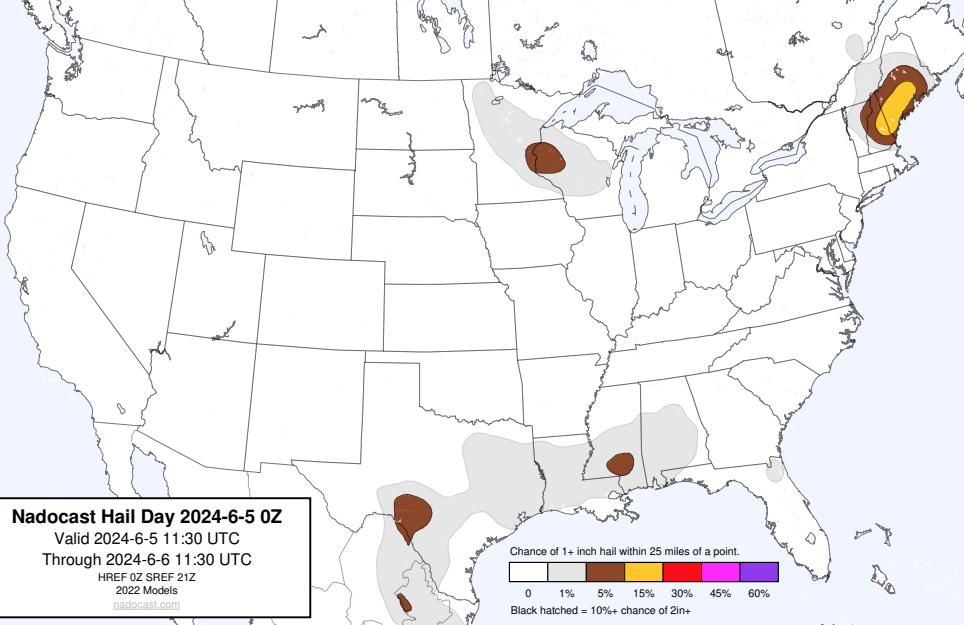 Nadocast Hail Day 2024-6-5 0Z
Valid 2024-6-5 11:30 UTC
Through 2024-6-6 11:30 UTC
HREF 0Z SREF 21Z
2022 Models
nadocast.com
Chance of 1+ inch hail within 25 miles of a point.
0 1% 5% 15% 30% 45% 60%
Black hatched = 10%+ chance of 2in+